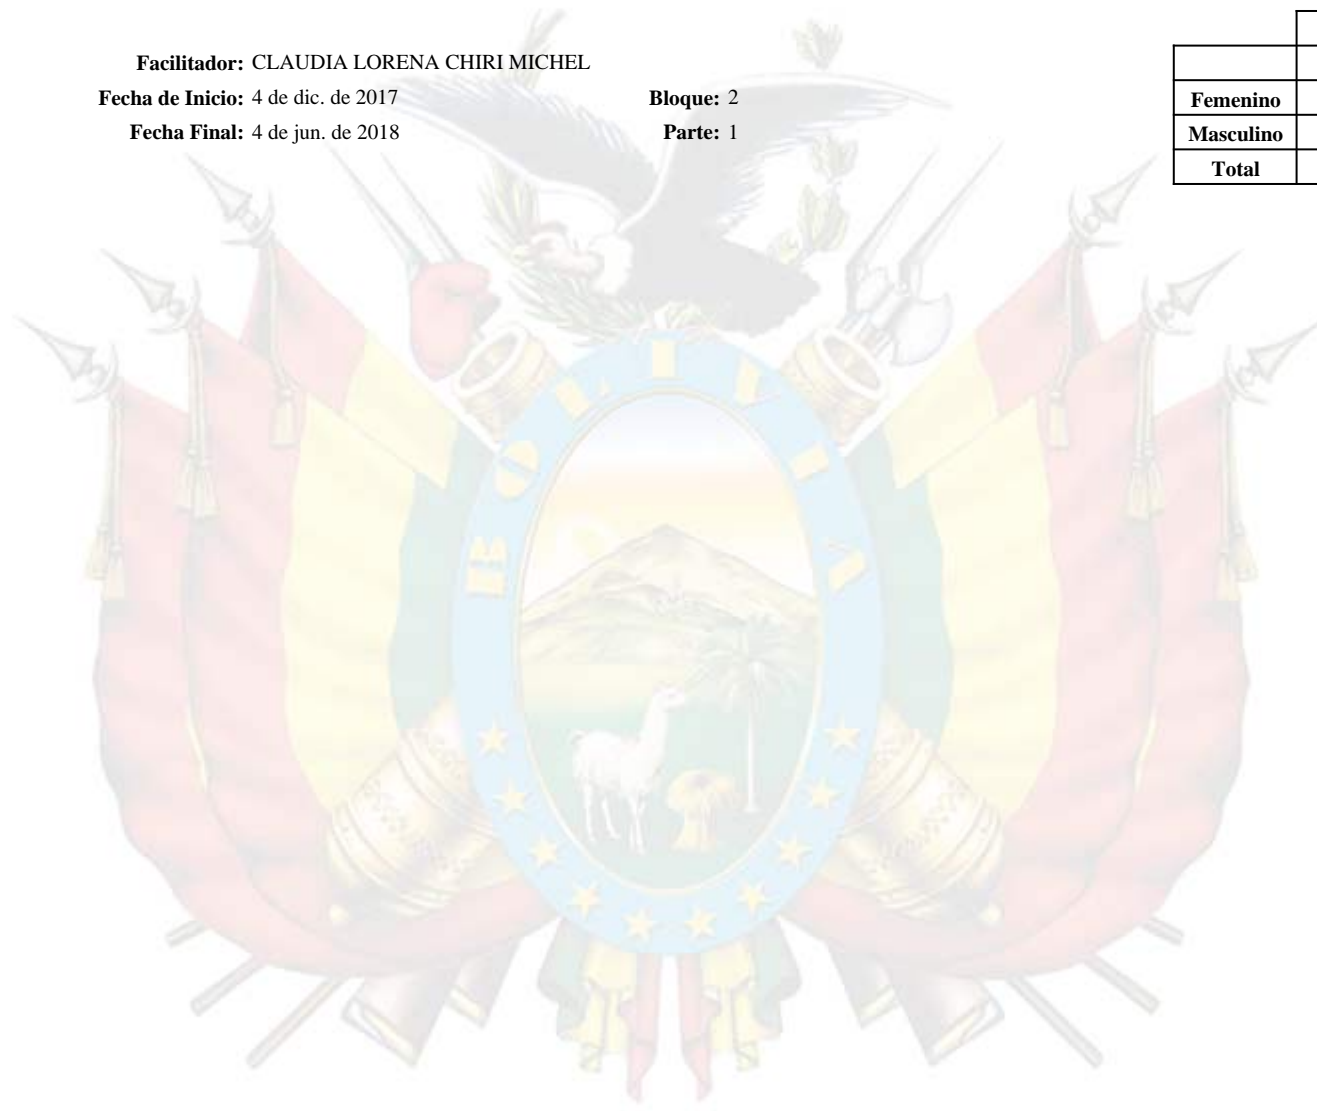 Facilitador: CLAUDIA LORENA CHIRI MICHEL
Fecha de Inicio: 4 de dic. de 2017 Bloque: 2
Fecha Final: 4 de jun. de 2018 Parte: 1
Femenino
Masculino
Total
BOLIVIA